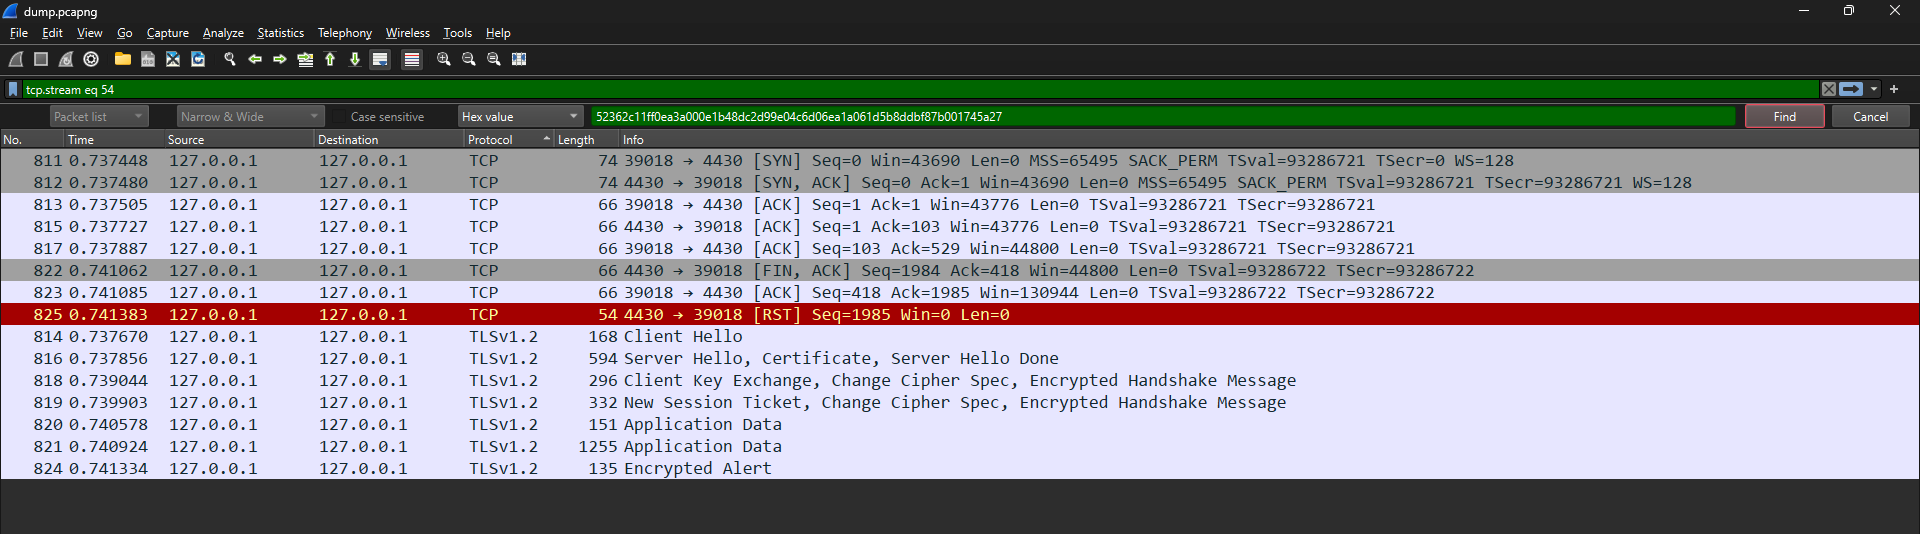 dump.pcapng
File Edit View Go Capture Analyze Statistics Telephony Wireless Tools Help
tcp.stream eq 54
Packet list Narrow & Wide Case sensitive Hex value 52362c11ff0ea3a000e1b48dc2d99e04c6d06ea1a061d5b8ddbf87b001745a27 Find Cancel
No. Time Source Destination Protocol Length Info
811 0.737448 127.0.0.1 127.0.0.1 TCP 74 39018 → 4430 [SYN] Seq=0 Win=43690 Len=0 MSS=65495 SACK_PERM TSval=93286721 TSecr=0 WS=128
812 0.737480 127.0.0.1 127.0.0.1 TCP 74 4430 → 39018 [SYN, ACK] Seq=0 Ack=1 Win=43690 Len=0 MSS=65495 SACK_PERM TSval=93286721 TSecr=93286721 WS=128
813 0.737505 127.0.0.1 127.0.0.1 TCP 66 39018 → 4430 [ACK] Seq=1 Ack=1 Win=43776 Len=0 TSval=93286721 TSecr=93286721
815 0.737727 127.0.0.1 127.0.0.1 TCP 66 4430 → 39018 [ACK] Seq=1 Ack=103 Win=43776 Len=0 TSval=93286721 TSecr=93286721
817 0.737887 127.0.0.1 127.0.0.1 TCP 66 39018 → 4430 [ACK] Seq=103 Ack=529 Win=44800 Len=0 TSval=93286721 TSecr=93286721
822 0.741062 127.0.0.1 127.0.0.1 TCP 66 4430 → 39018 [FIN, ACK] Seq=1984 Ack=418 Win=44800 Len=0 TSval=93286722 TSecr=93286722
823 0.741085 127.0.0.1 127.0.0.1 TCP 66 39018 → 4430 [ACK] Seq=418 Ack=1985 Win=130944 Len=0 TSval=93286722 TSecr=93286722
825 0.741383 127.0.0.1 127.0.0.1 TCP 54 4430 → 39018 [RST] Seq=1985 Win=0 Len=0
814 0.737670 127.0.0.1 127.0.0.1 TLSv1.2 168 Client Hello
816 0.737856 127.0.0.1 127.0.0.1 TLSv1.2 594 Server Hello, Certificate, Server Hello Done
818 0.739044 127.0.0.1 127.0.0.1 TLSv1.2 296 Client Key Exchange, Change Cipher Spec, Encrypted Handshake Message
819 0.739903 127.0.0.1 127.0.0.1 TLSv1.2 332 New Session Ticket, Change Cipher Spec, Encrypted Handshake Message
820 0.740578 127.0.0.1 127.0.0.1 TLSv1.2 151 Application Data
821 0.740924 127.0.0.1 127.0.0.1 TLSv1.2 1255 Application Data
824 0.741334 127.0.0.1 127.0.0.1 TLSv1.2 135 Encrypted Alert